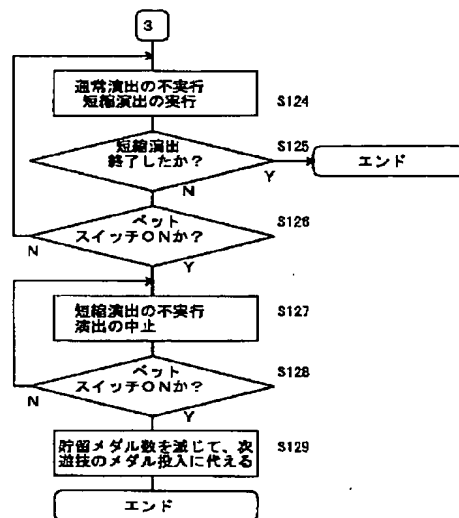 3
通常演出の不実行
短縮演出の実行
S124
短縮演出
終了したか?
S125
エンド
N
Y
ベット
スイッチONか?
S126
N
Y
短縮演出の不実行
演出の中止
S127
ベット
スイッチONか?
S128
N
Y
貯留メダル数を減じて、次
遊技のメダル投入に代える
S129
エンド